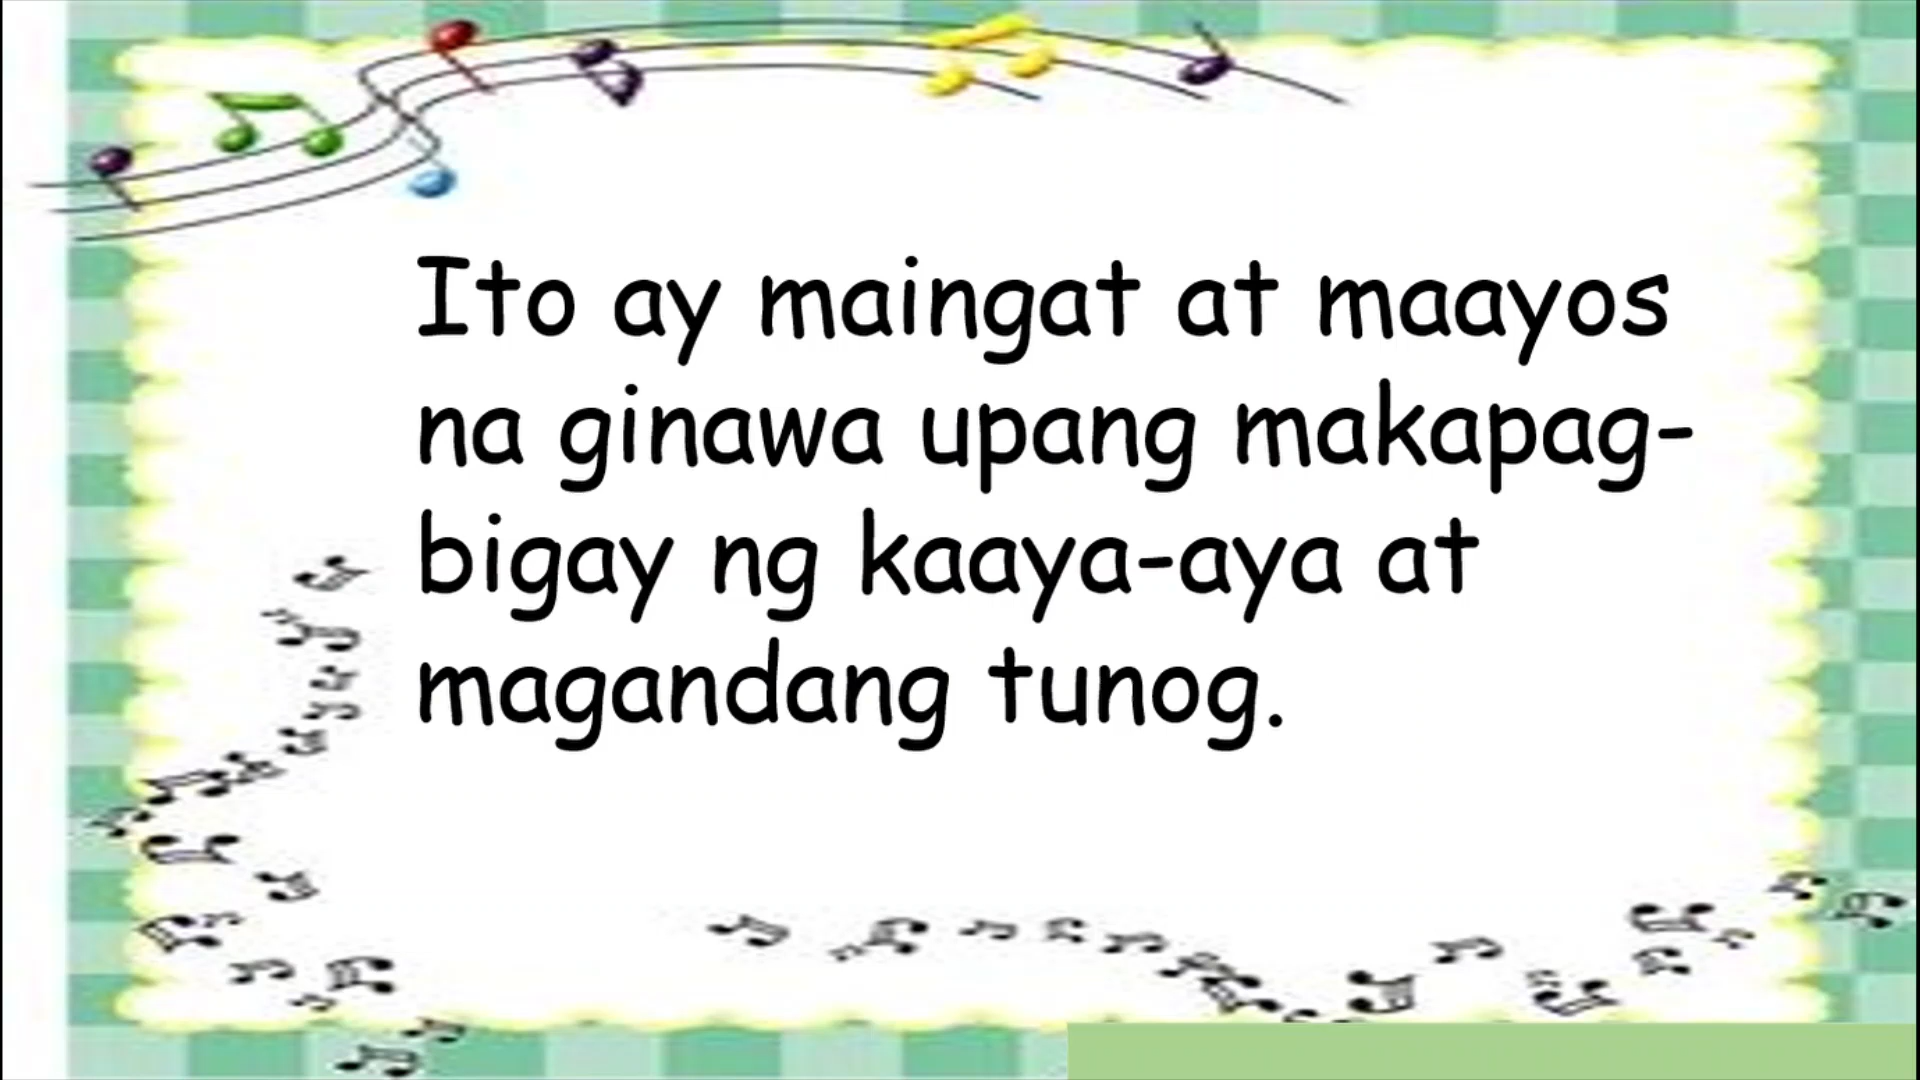 Ito ay maingat at maayos
na ginawa upang makapag-
bigay ng kaaya-aya at
magandang tunog.